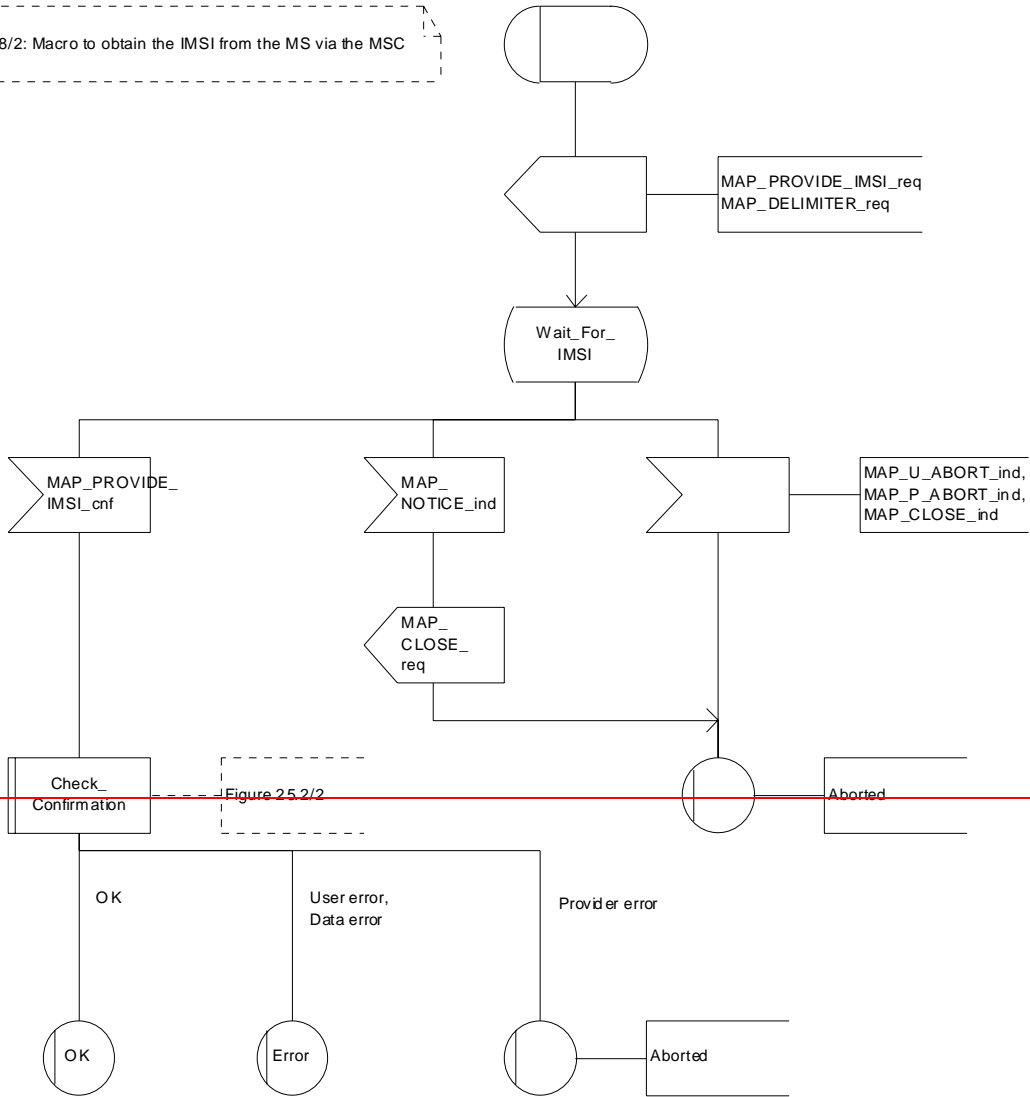 8/2: Macro to obtain the IMSI from the MS via the MSC
MAP_PROVIDE_IMSI_req
MAP_DELIMITER_req
Wait_For_
IMSI
MAP_PROVIDE_
IMSI_cnf
MAP_
NOTICE_ind
MAP_U_ABORT_ind,
MAP_P_ABORT_ind,
MAP_CLOSE_ind
MAP_
CLOSE_
req
Check_
Confirmation
Figure 25.2/2
Aborted
OK
User error,
Data error
Provider error
OK
Error
Aborted